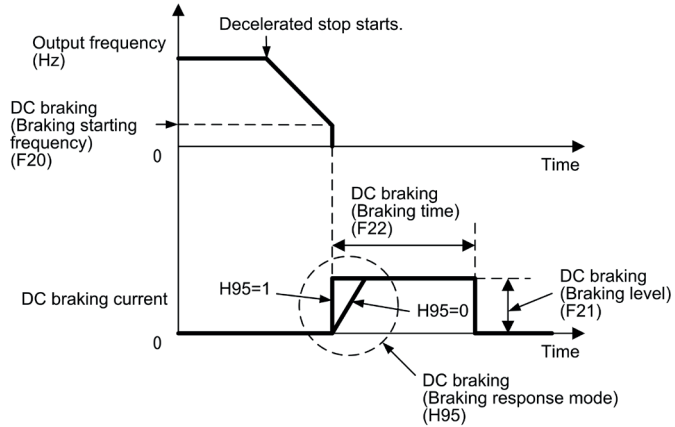 Decelerated stop starts.
Output frequency
(Hz)
DC braking
(Braking starting
frequency)
(F20)
0
Time
DC braking
(Braking time)
(F22)
H95=1
DC braking current
H95=0
DC braking
(Braking level)
(F21)
0
Time
DC braking
(Braking response mode)
(H95)